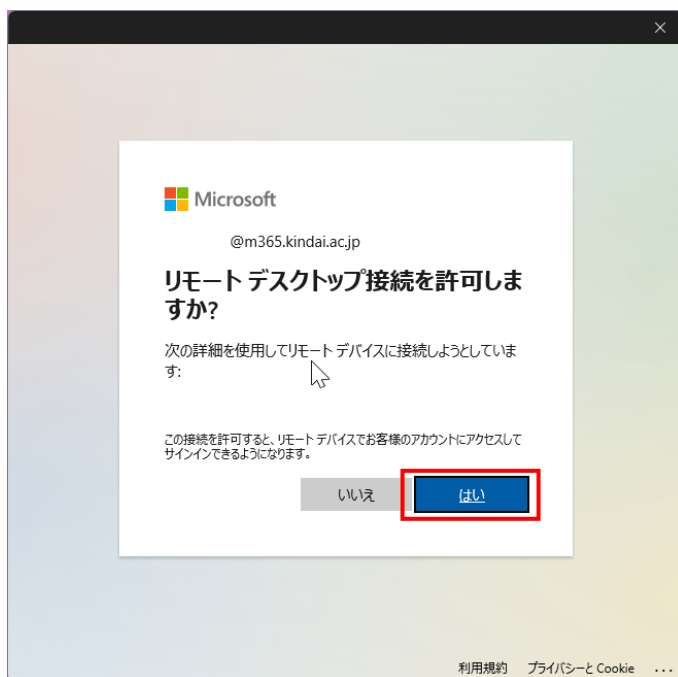 Microsoft
@m365.kindai.ac.jp
リモート デスクトップ接続を許可しま
すか?
次の詳細を使用してリモート デバイスに接続しようとしていま
す:
この接続を許可すると、リモート デバイスでお客様のアカウントにアクセスして
サインインできるようになります。
いいえ はい
利用規約 プライバシーと Cookie ...